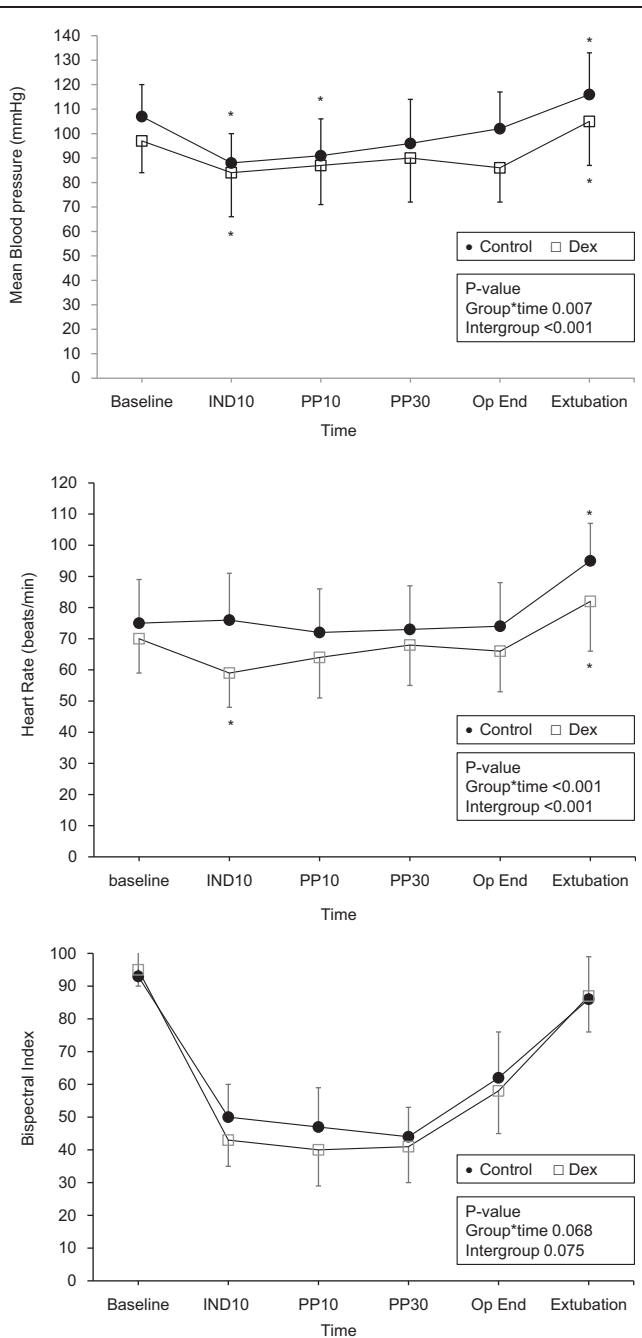 140
130
120
110
100
90
80
70
60
50
40
30
20
10
0
Mean Blood pressure (mmHg)
* * *
* *
● Control □ Dex
P-value
Group*time 0.007
Intergroup <0.001
Baseline IND10 PP10 PP30 Op End Extubation
Time
120
110
100
90
80
70
60
50
40
30
20
10
0
Heart Rate (beats/min)
*
*
*
● Control □ Dex
P-value
Group*time <0.001
Intergroup <0.001
baseline IND10 PP10 PP30 Op End Extubation
Time
100
90
80
70
60
50
40
30
20
10
0
Bispectral Index
● Control □ Dex
P-value
Group*time 0.068
Intergroup 0.075
Baseline IND10 PP10 PP30 Op End Extubation
Time